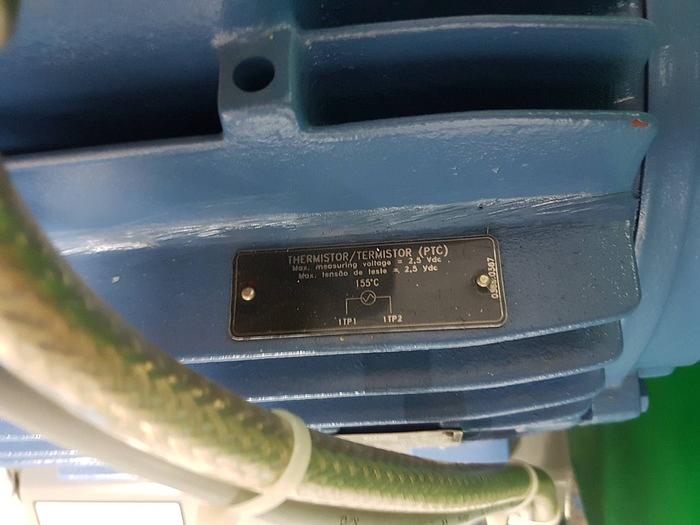 THERMISTOR/TERMISTOR (PTC)
Max. measuring voltage = 2,5 Vdc
Max. tensão de teste = 2,5 Vdc
155°C
1TP1 1TP2